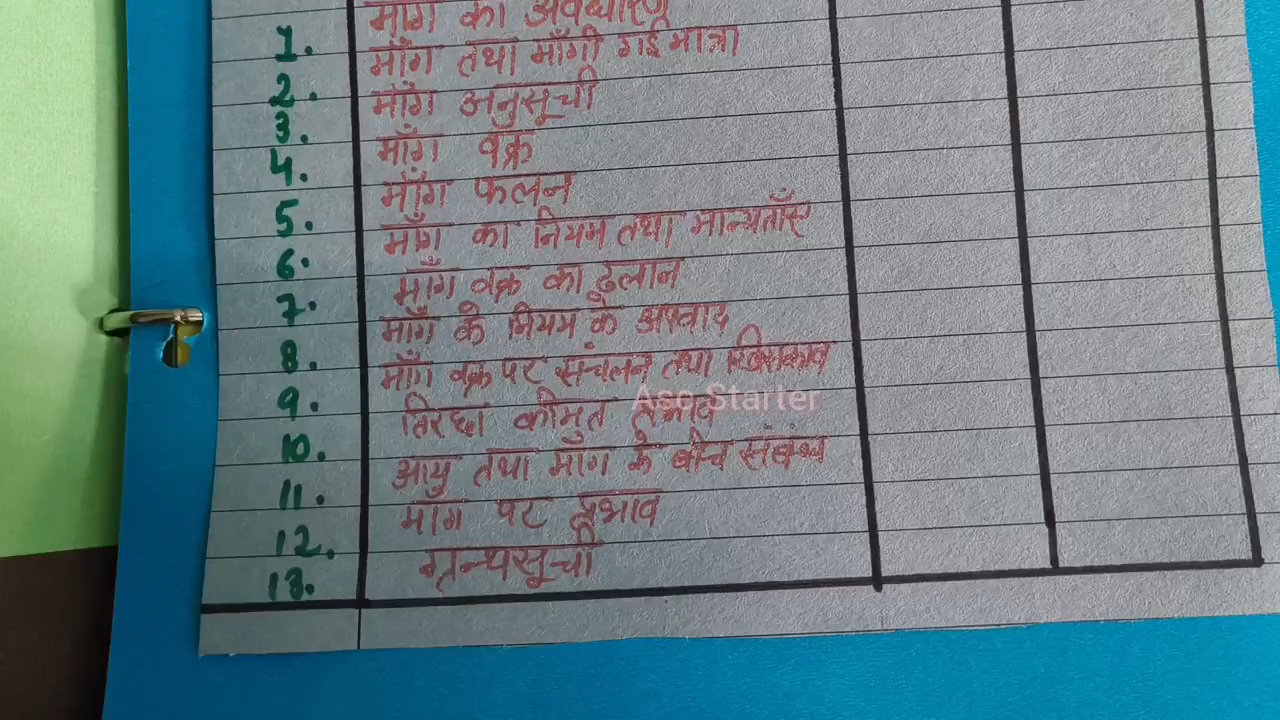 माँग का अवधारणा
1. माँग तथा माँगी गई मात्रा
2. माँग अनुसूची
3. माँग वक्र
4. माँग फलन
5. माँग का नियम तथा मान्यताएँ
6. माँग वक्र का ढलान
7. माँग के नियम के अपवाद
8. माँग वक्र पर संचलन तथा खिसकाव
9. तिरछा कीमत प्रभाव
Aso Starter
10. आयु तथा माँग के बीच संबंध
11. माँग पर प्रभाव
12. ग्रन्थसूची
13.